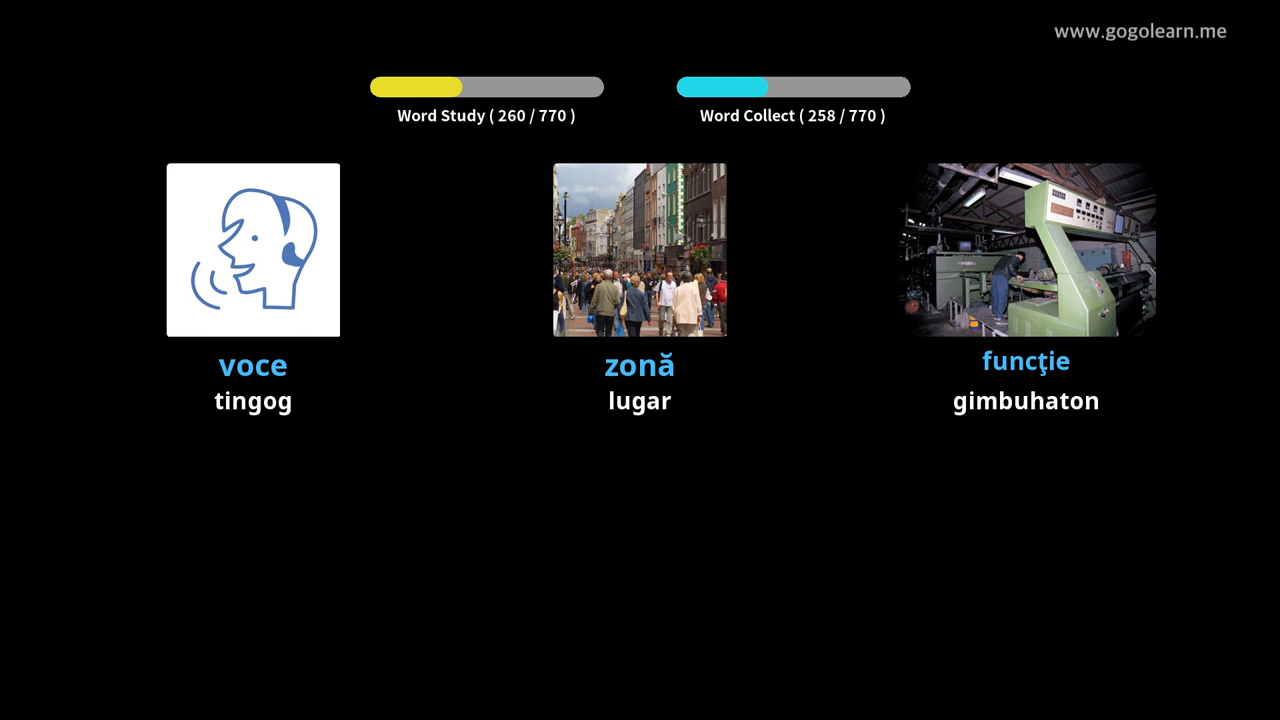 www.gogolearn.me
Word Study ( 260 / 770 )
Word Collect ( 258 / 770 )
voce
tingog
zonă
lugar
funcţie
gimbuhaton